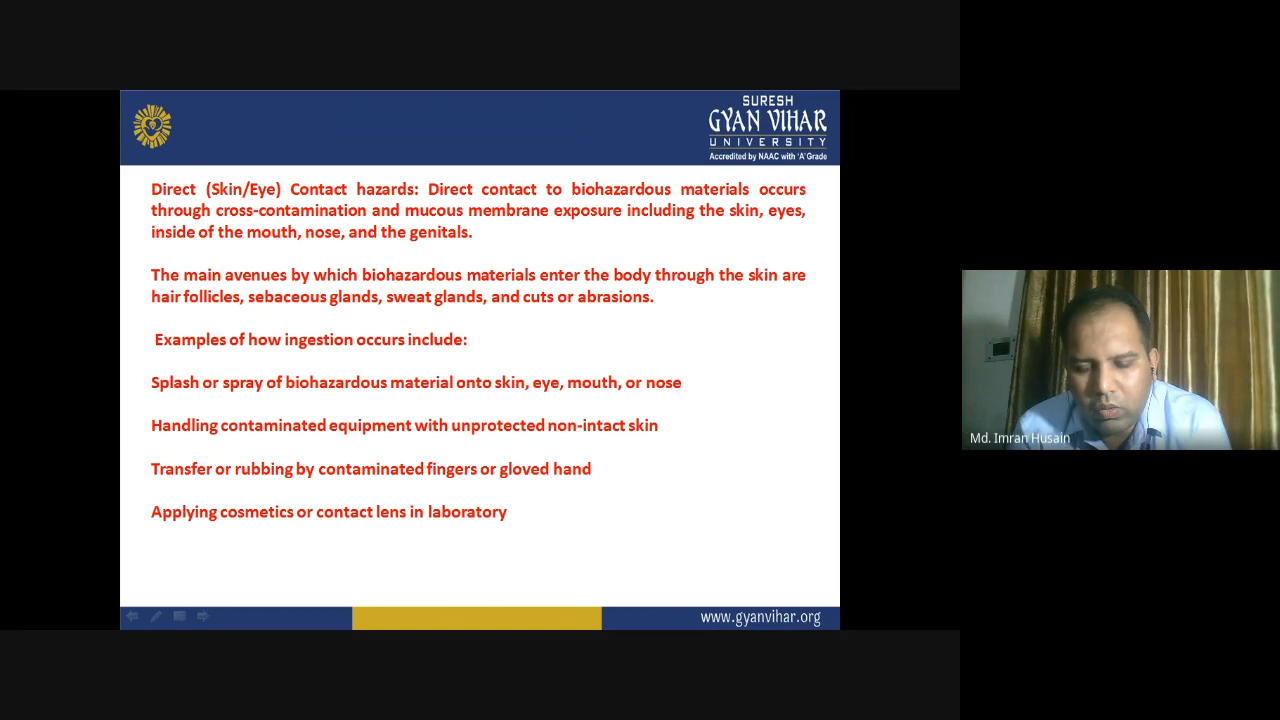 SURESH
GYAN VIHAR
UNIVERSITY
Accredited by NAAC with 'A' Grade
Direct (Skin/Eye) Contact hazards: Direct contact to biohazardous materials occurs
through cross-contamination and mucous membrane exposure including the skin, eyes,
inside of the mouth, nose, and the genitals.
The main avenues by which biohazardous materials enter the body through the skin are
hair follicles, sebaceous glands, sweat glands, and cuts or abrasions.
Examples of how ingestion occurs include:
Splash or spray of biohazardous material onto skin, eye, mouth, or nose
Handling contaminated equipment with unprotected non-intact skin
Transfer or rubbing by contaminated fingers or gloved hand
Applying cosmetics or contact lens in laboratory
www.gyanvihar.org
Md. Imran Husain